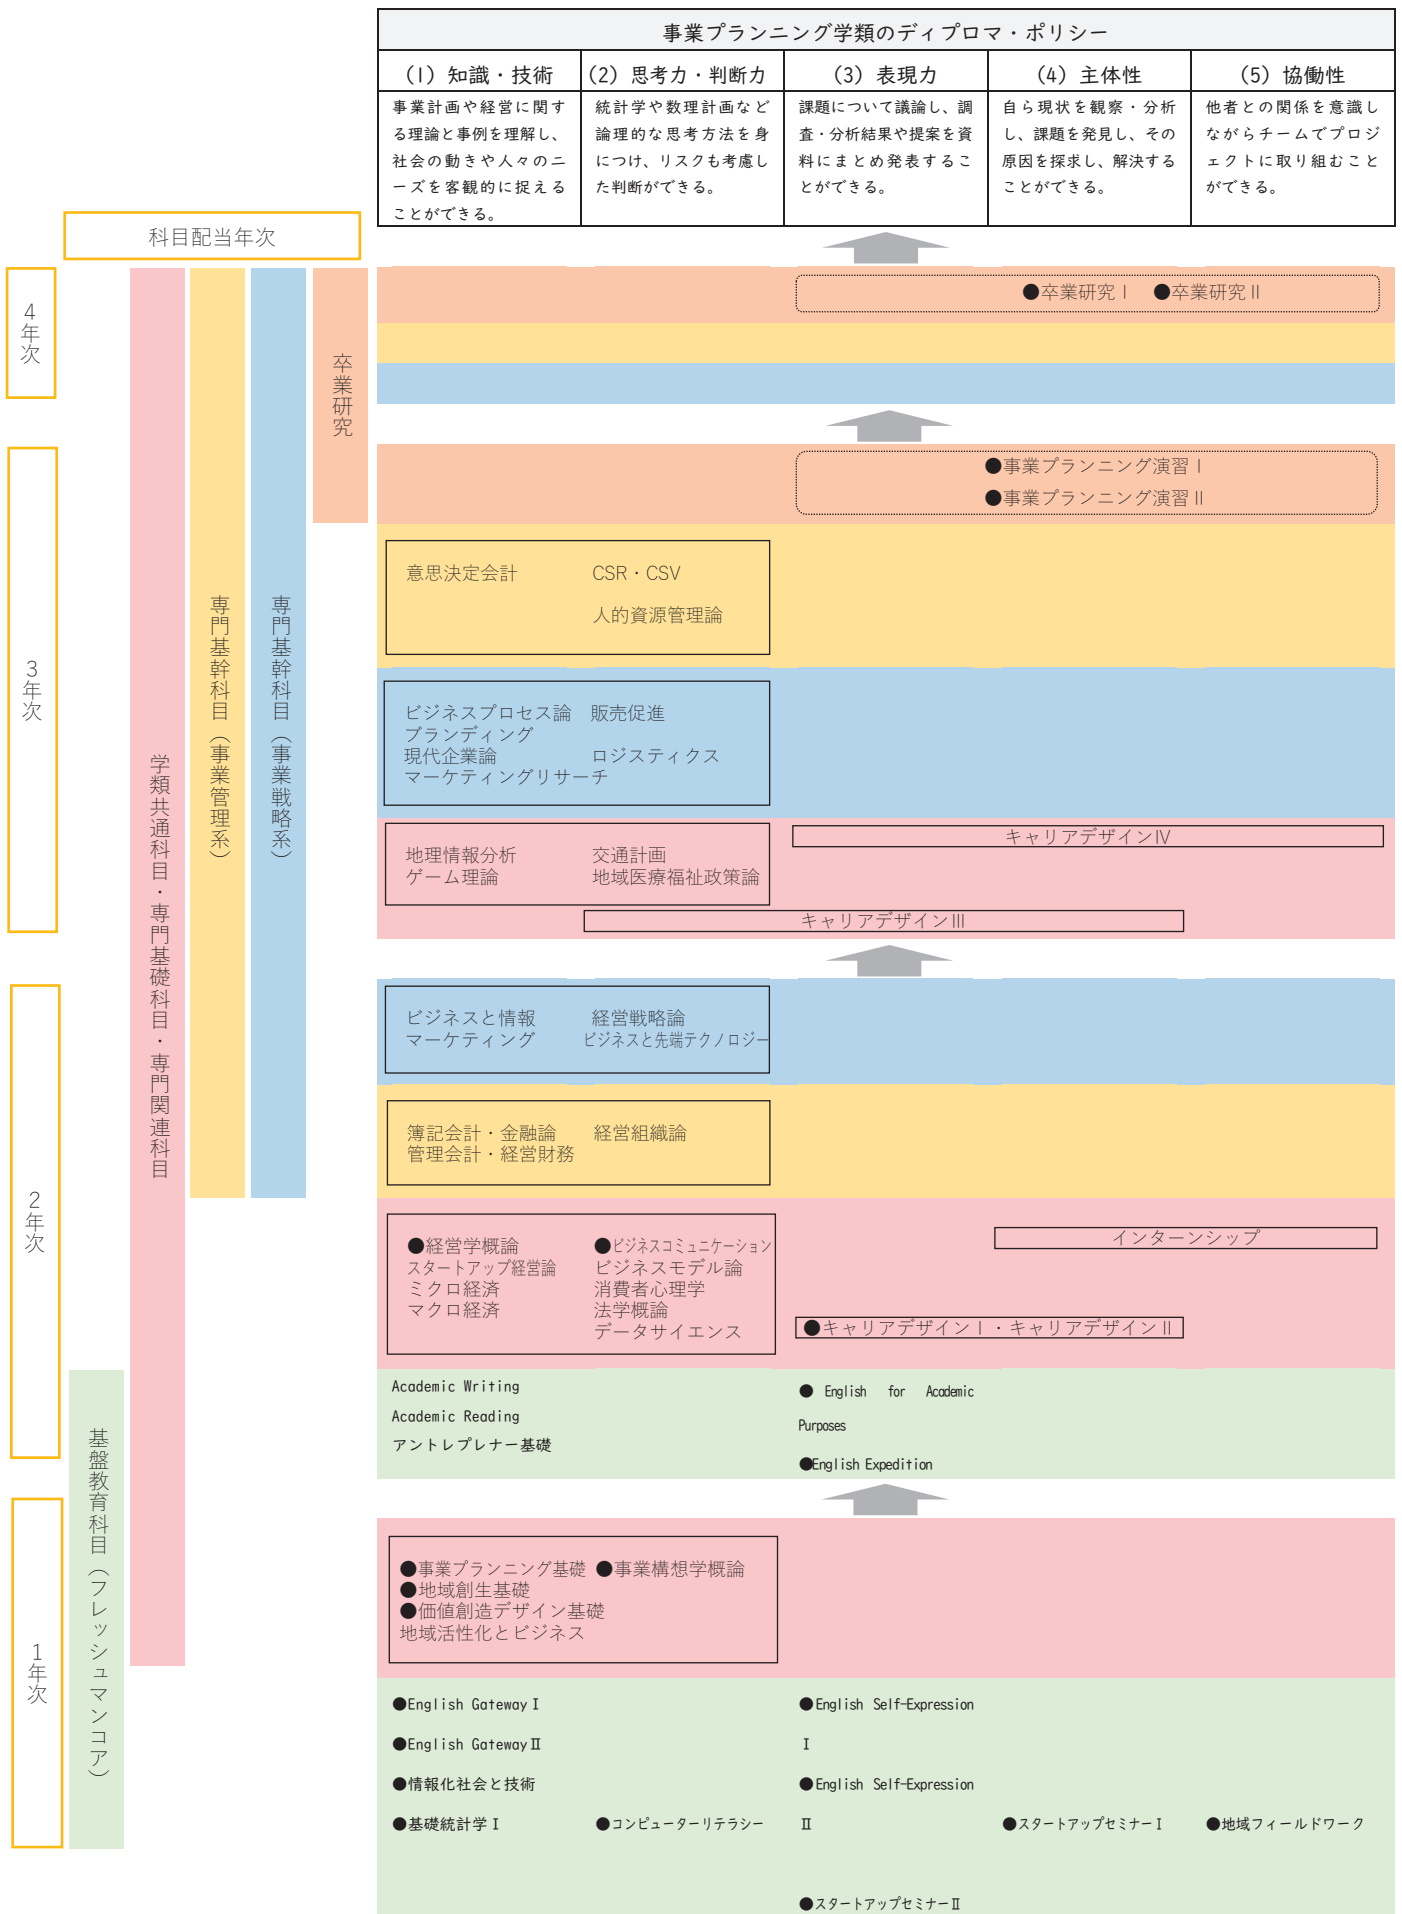 事業プランニング学類のディプロマ・ポリシー
(1) 知識・技術
(2) 思考力・判断力
(3) 表現力
(4) 主体性
(5) 協働性
事業計画や経営に関す
る理論と事例を理解し、
社会の動きや人々のニ
ーズを客観的に捉える
ことができる。
統計学や数理計画など
論理的な思考方法を身
につけ、リスクも考慮し
た判断ができる。
課題について議論し、調
査・分析結果や提案を資
料にまとめ発表するこ
とができる。
自ら現状を観察・分析
し、課題を発見し、その
原因を探求し、解決する
ことができる。
他者との関係を意識し
ながらチームでプロジ
ェクトに取り組むこと
ができる。
科目配当年次
4年次
3年次
2年次
1年次
基盤教育科目（フレッシュマンコア）
学類共通科目・専門基礎科目・専門関連科目
専門基幹科目（事業管理系）
専門基幹科目（事業戦略系）
卒業研究
●卒業研究Ⅰ ●卒業研究Ⅱ
●事業プランニング演習Ⅰ
●事業プランニング演習Ⅱ
意思決定会計 CSR・CSV
人的資源管理論
ビジネスプロセス論 販売促進
ブランディング
現代企業論 ロジスティクス
マーケティングリサーチ
キャリアデザインⅣ
地理情報分析 交通計画
ゲーム理論 地域医療福祉政策論
キャリアデザインⅢ
ビジネスと情報 経営戦略論
マーケティング ビジネスと先端テクノロジー
簿記会計・金融論 経営組織論
管理会計・経営財務
●経営学概論 ●ビジネスコミュニケーション
スタートアップ経営論 ビジネスモデル論
ミクロ経済 消費者心理学
マクロ経済 法学概論
データサイエンス
インターンシップ
●キャリアデザインⅠ・キャリアデザインⅡ
Academic Writing
Academic Reading
アントレプレナー基礎
● English for Academic
Purposes
●English Expedition
●事業プランニング基礎 ●事業構想学概論
●地域創生基礎
●価値創造デザイン基礎
地域活性化とビジネス
●English Gateway Ⅰ
●English Gateway Ⅱ
●情報化社会と技術
●基礎統計学Ⅰ
●コンピューターリテラシー
●English Self-Expression
Ⅰ
●English Self-Expression
Ⅱ
●スタートアップセミナーⅡ
●スタートアップセミナーⅠ
●地域フィールドワーク